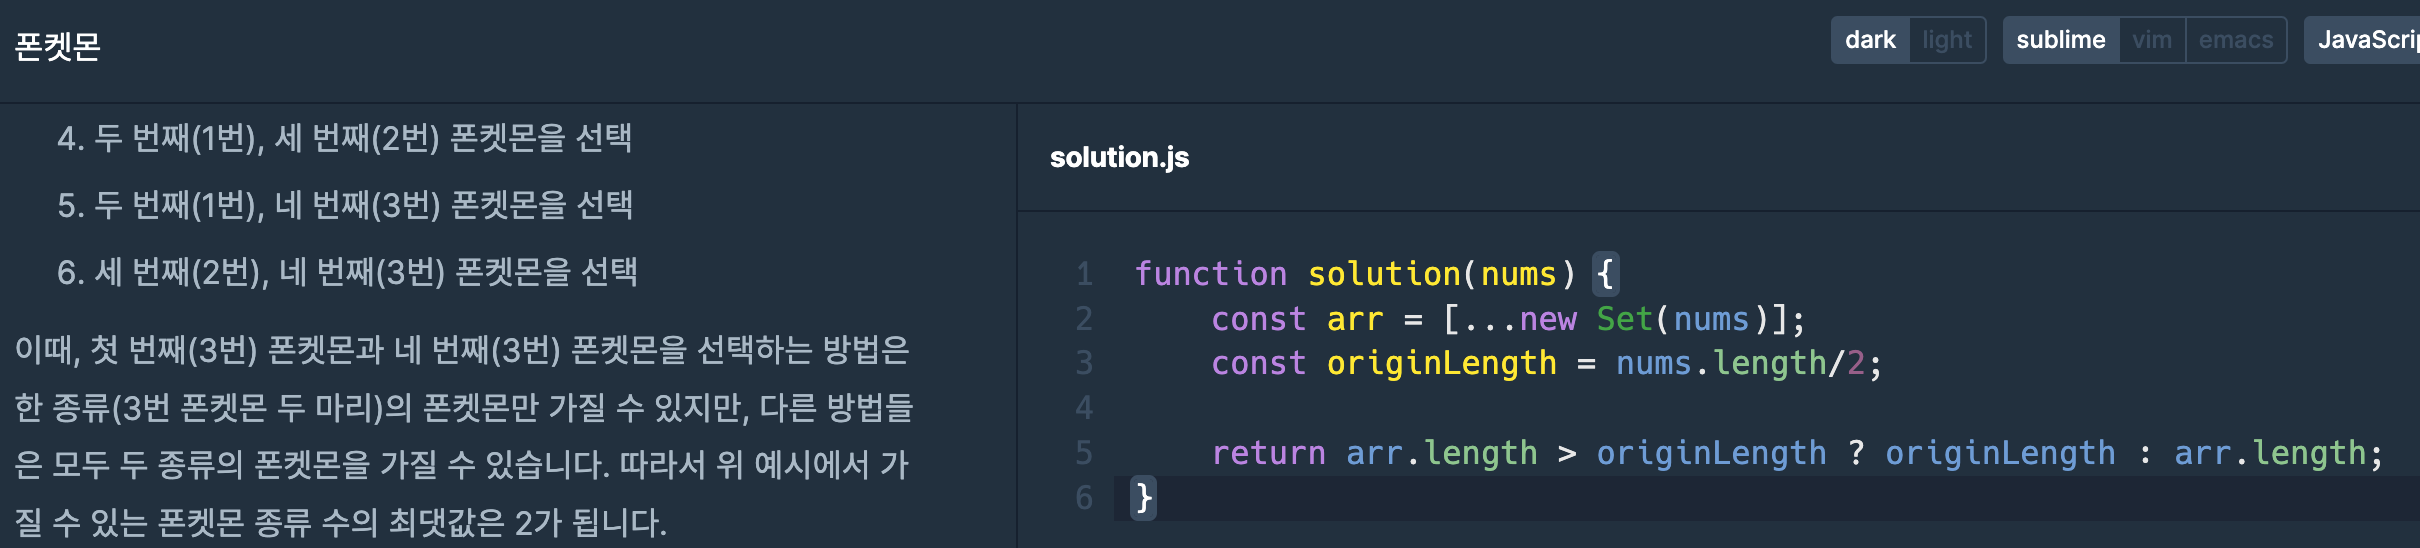 폰켓몬
dark light sublime vim emacs
4. 두 번째(1번), 세 번째(2번) 폰켓몬을 선택
5. 두 번째(1번), 네 번째(3번) 폰켓몬을 선택
6. 세 번째(2번), 네 번째(3번) 폰켓몬을 선택
이때, 첫 번째(3번) 폰켓몬과 네 번째(3번) 폰켓몬을 선택하는 방법은
한 종류(3번 폰켓몬 두 마리)의 폰켓몬만 가질 수 있지만, 다른 방법들
은 모두 두 종류의 폰켓몬을 가질 수 있습니다. 따라서 위 예시에서 가
질 수 있는 폰켓몬 종류 수의 최댓값은 2가 됩니다.
solution.js
1 function solution(nums) {
2     const arr = [...new Set(nums)];
3     const originLength = nums.length/2;
4
5     return arr.length > originLength ? originLength : arr.length;
6 }